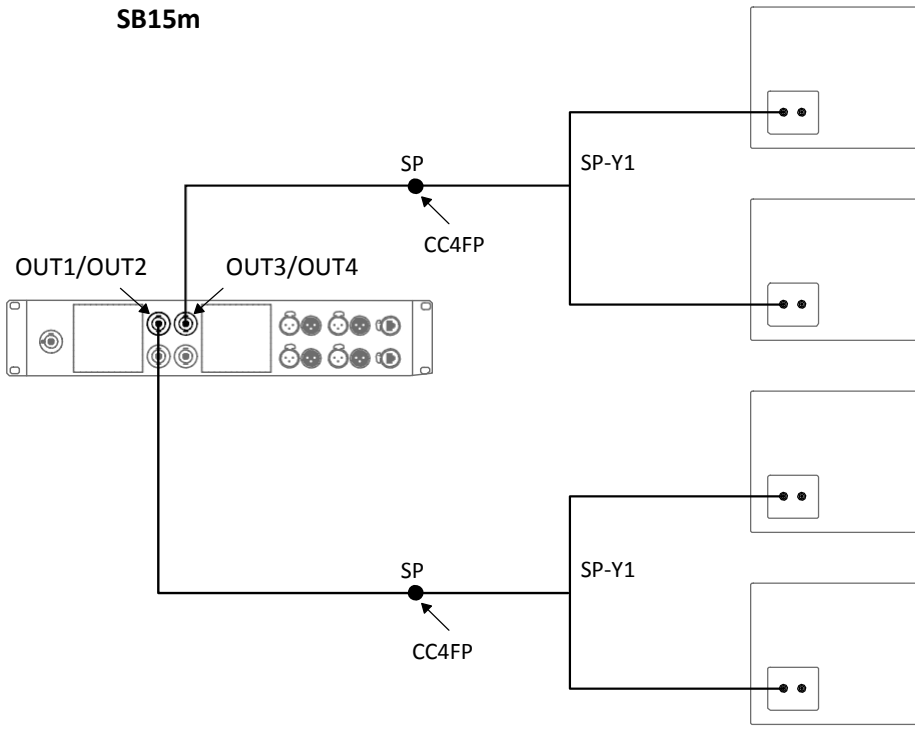 SB15m
SP
SP-Y1
CC4FP
OUT1/OUT2
OUT3/OUT4
SP
SP-Y1
CC4FP